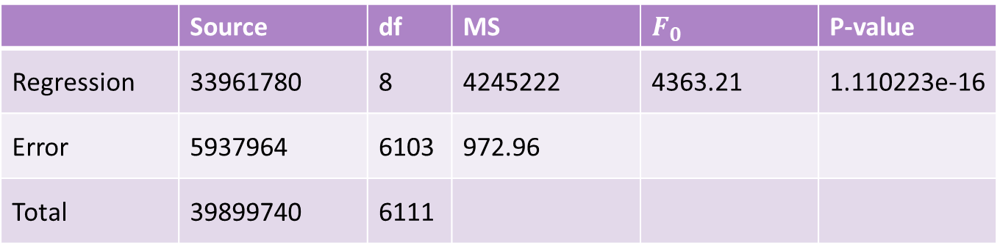 Source df MS F₀ P-value
Regression 33961780 8 4245222 4363.21 1.110223e-16
Error 5937964 6103 972.96
Total 39899740 6111